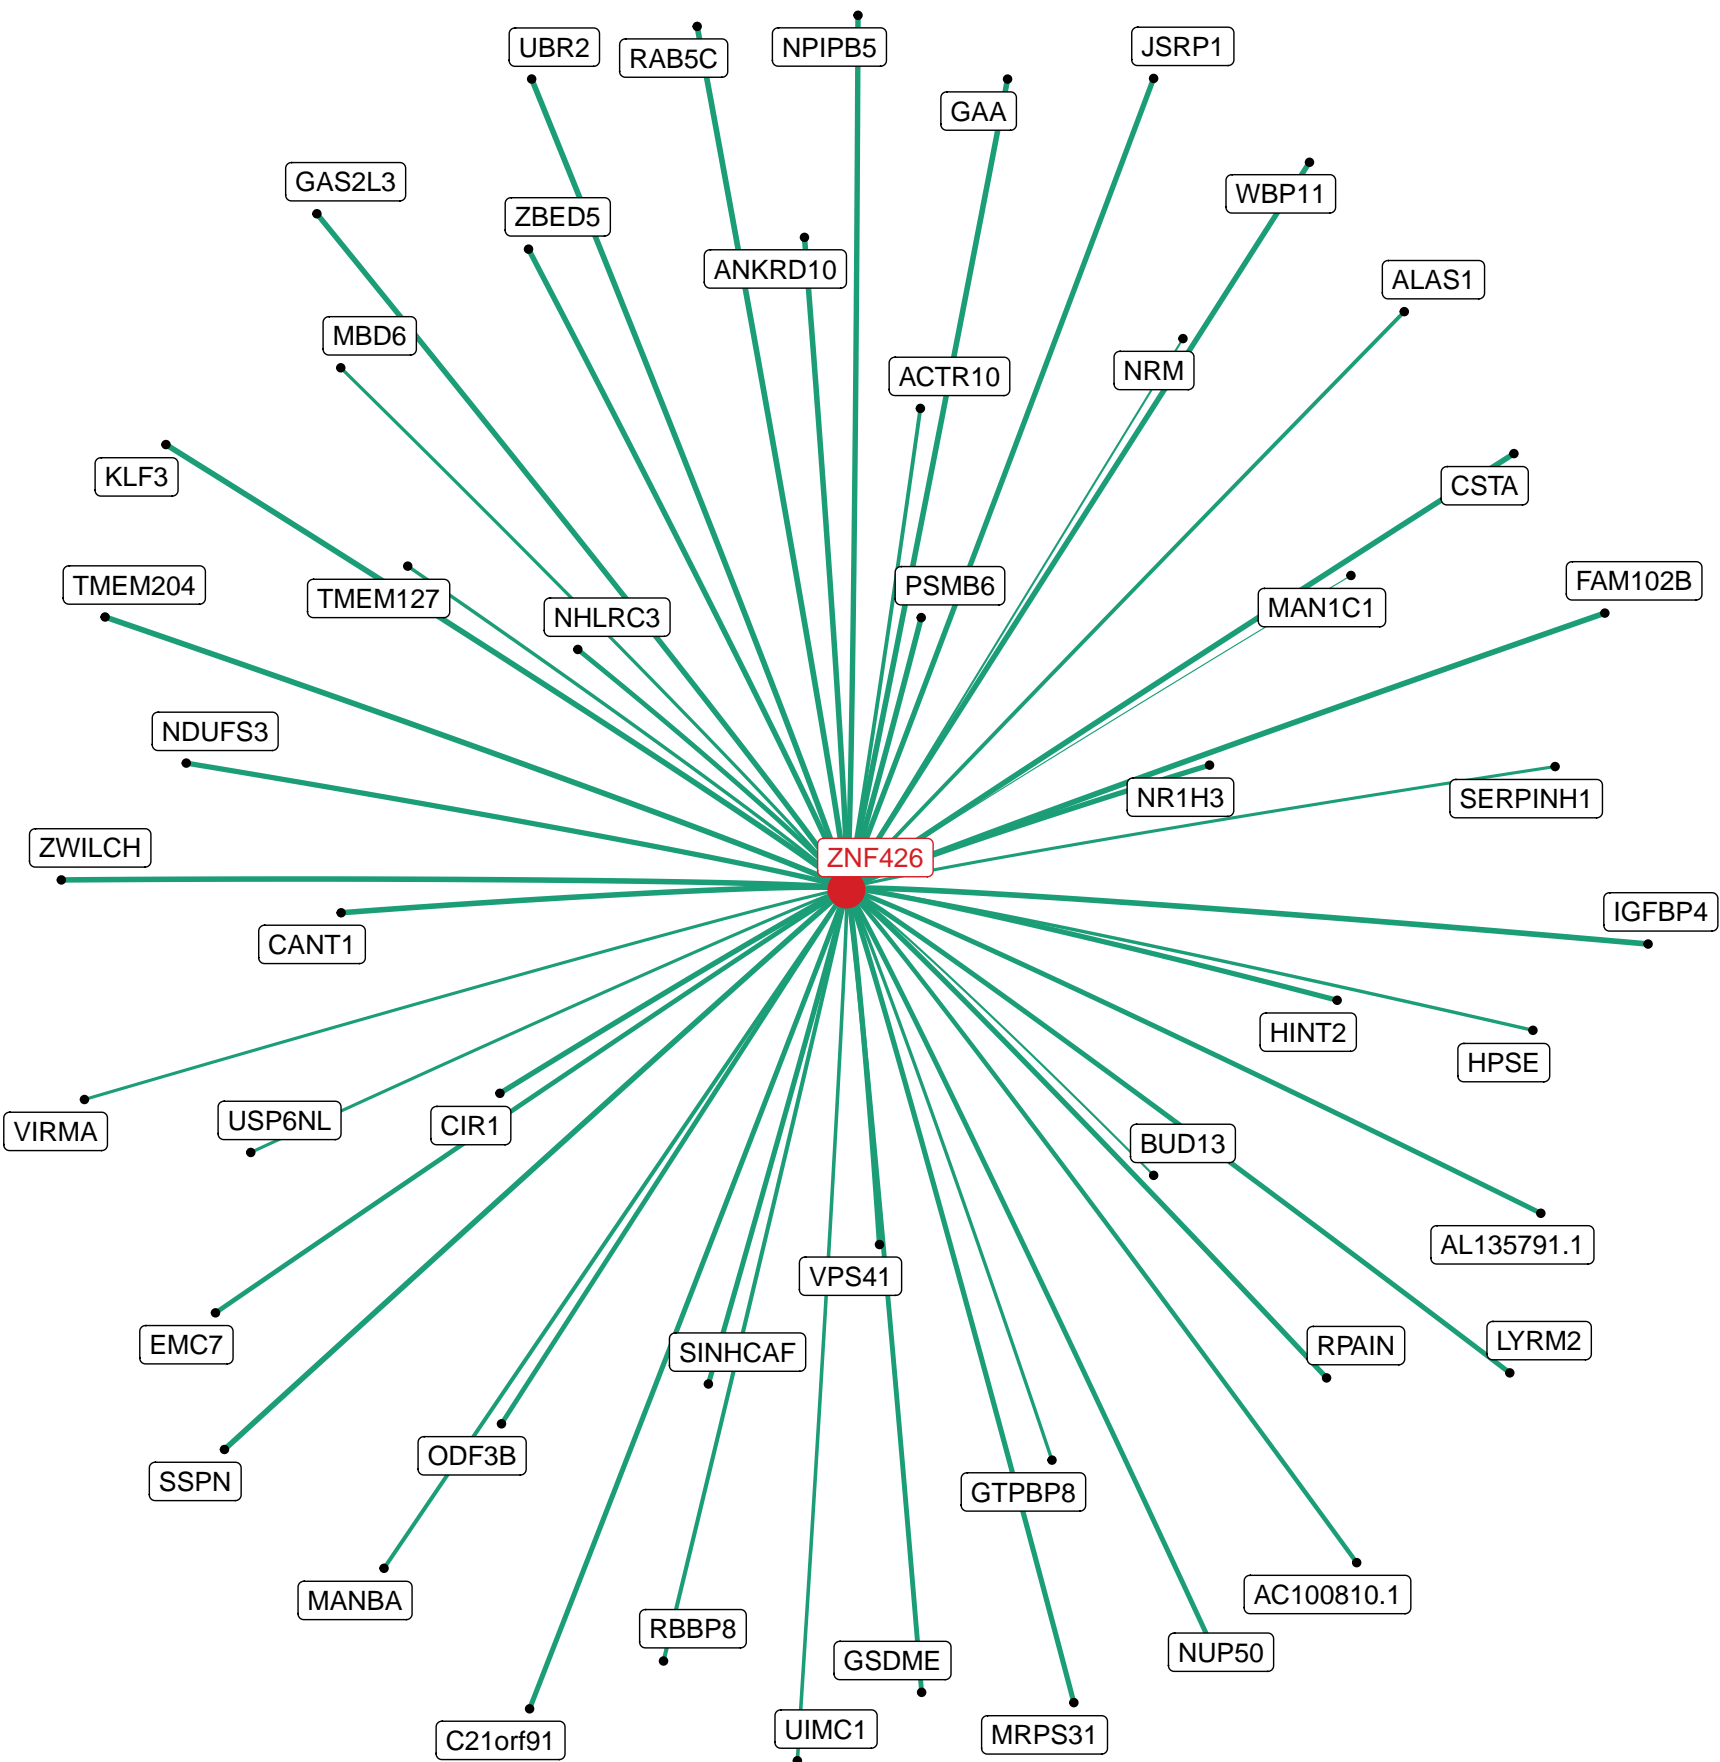 UBR2
RAB5C
NPIPB5
JSRP1
GAA
GAS2L3
WBP11
ZBED5
ANKRD10
ALAS1
MBD6
NRM
ACTR10
KLF3
CSTA
TMEM204
TMEM127
PSMB6
FAM102B
NHLRC3
MAN1C1
NDUFS3
NR1H3
SERPINH1
ZWILCH
ZNF426
IGFBP4
CANT1
HINT2
HPSE
VIRMA
USP6NL
CIR1
BUD13
AL135791.1
VPS41
EMC7
SINHCAF
RPAIN
LYRM2
ODF3B
SSPN
GTPBP8
MANBA
AC100810.1
RBBP8
NUP50
GSDME
C21orf91
UIMC1
MRPS31